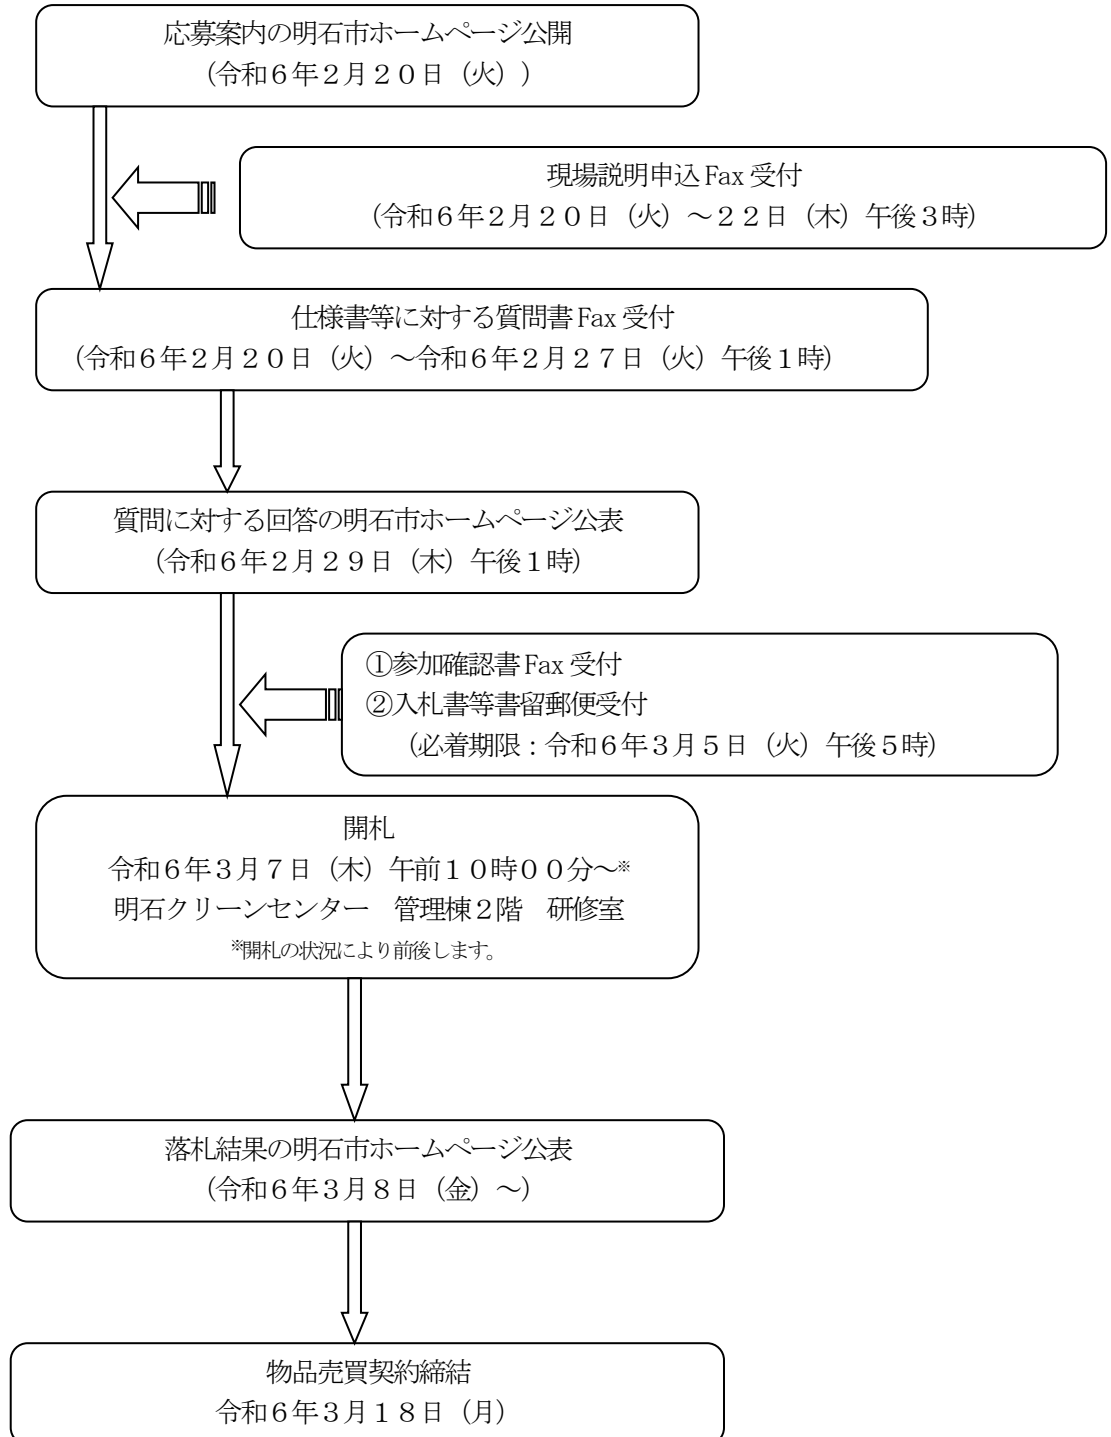 応募案内の明石市ホームページ公開
（令和６年２月２０日（火））
現場説明申込 Fax 受付
（令和６年２月２０日（火）～２２日（木）午後３時）
仕様書等に対する質問書 Fax 受付
（令和６年２月２０日（火）～令和６年２月２７日（火）午後１時）
質問に対する回答の明石市ホームページ公表
（令和６年２月２９日（木）午後１時）
①参加確認書 Fax 受付
②入札書等書留郵便受付
（必着期限：令和６年３月５日（火）午後５時）
開札
令和６年３月７日（木）午前１０時００分～※
明石クリーンセンター　管理棟２階　研修室
※開札の状況により前後します。
落札結果の明石市ホームページ公表
（令和６年３月８日（金）～）
物品売買契約締結
令和６年３月１８日（月）